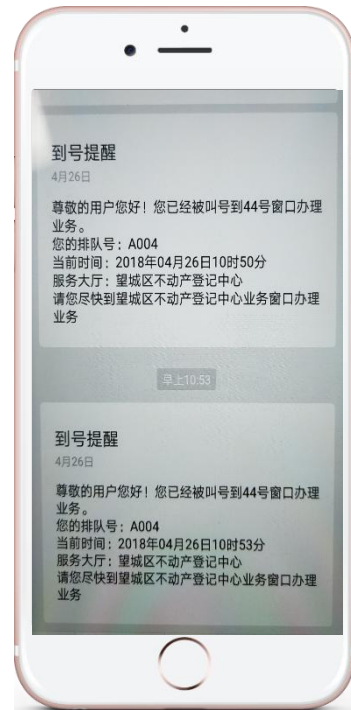 到号提醒
4月26日
尊敬的用户您好！您已经被叫号到44号窗口办理
业务。
您的排队号：A004
当前时间：2018年04月26日10时50分
服务大厅：望城区不动产登记中心
请您尽快到望城区不动产登记中心业务窗口办理
业务
早上10:53
到号提醒
4月26日
尊敬的用户您好！您已经被叫号到44号窗口办理
业务。
您的排队号：A004
当前时间：2018年04月26日10时53分
服务大厅：望城区不动产登记中心
请您尽快到望城区不动产登记中心业务窗口办理
业务